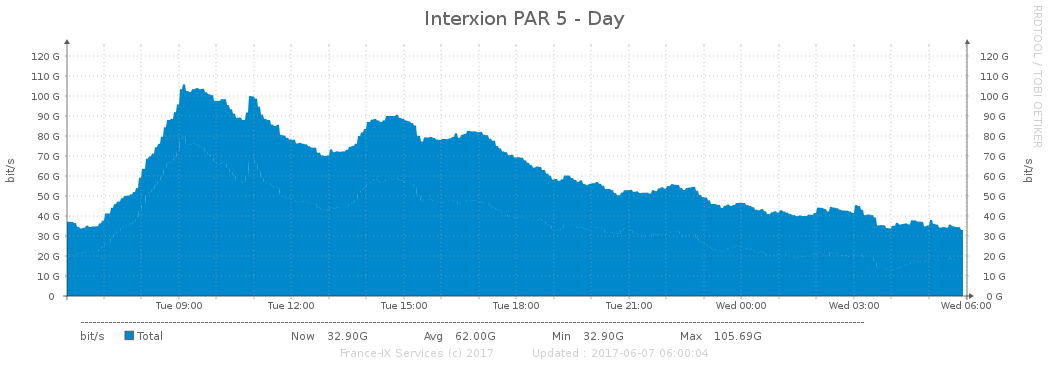 Interxion PAR 5 - Day
RRDTOOL / TOBI OETIKER
bit/s
bit/s
120 G 120 G
110 G 110 G
100 G 100 G
90 G 90 G
80 G 80 G
70 G 70 G
60 G 60 G
50 G 50 G
40 G 40 G
30 G 30 G
20 G 20 G
10 G 10 G
0 0 G
Tue 09:00 Tue 12:00 Tue 15:00 Tue 18:00 Tue 21:00 Wed 00:00 Wed 03:00 Wed 06:00
bit/s Total Now 32.90G Avg 62.00G Min 32.90G Max 105.69G
France-IX Services (c) 2017 Updated : 2017-06-07 06:00:04